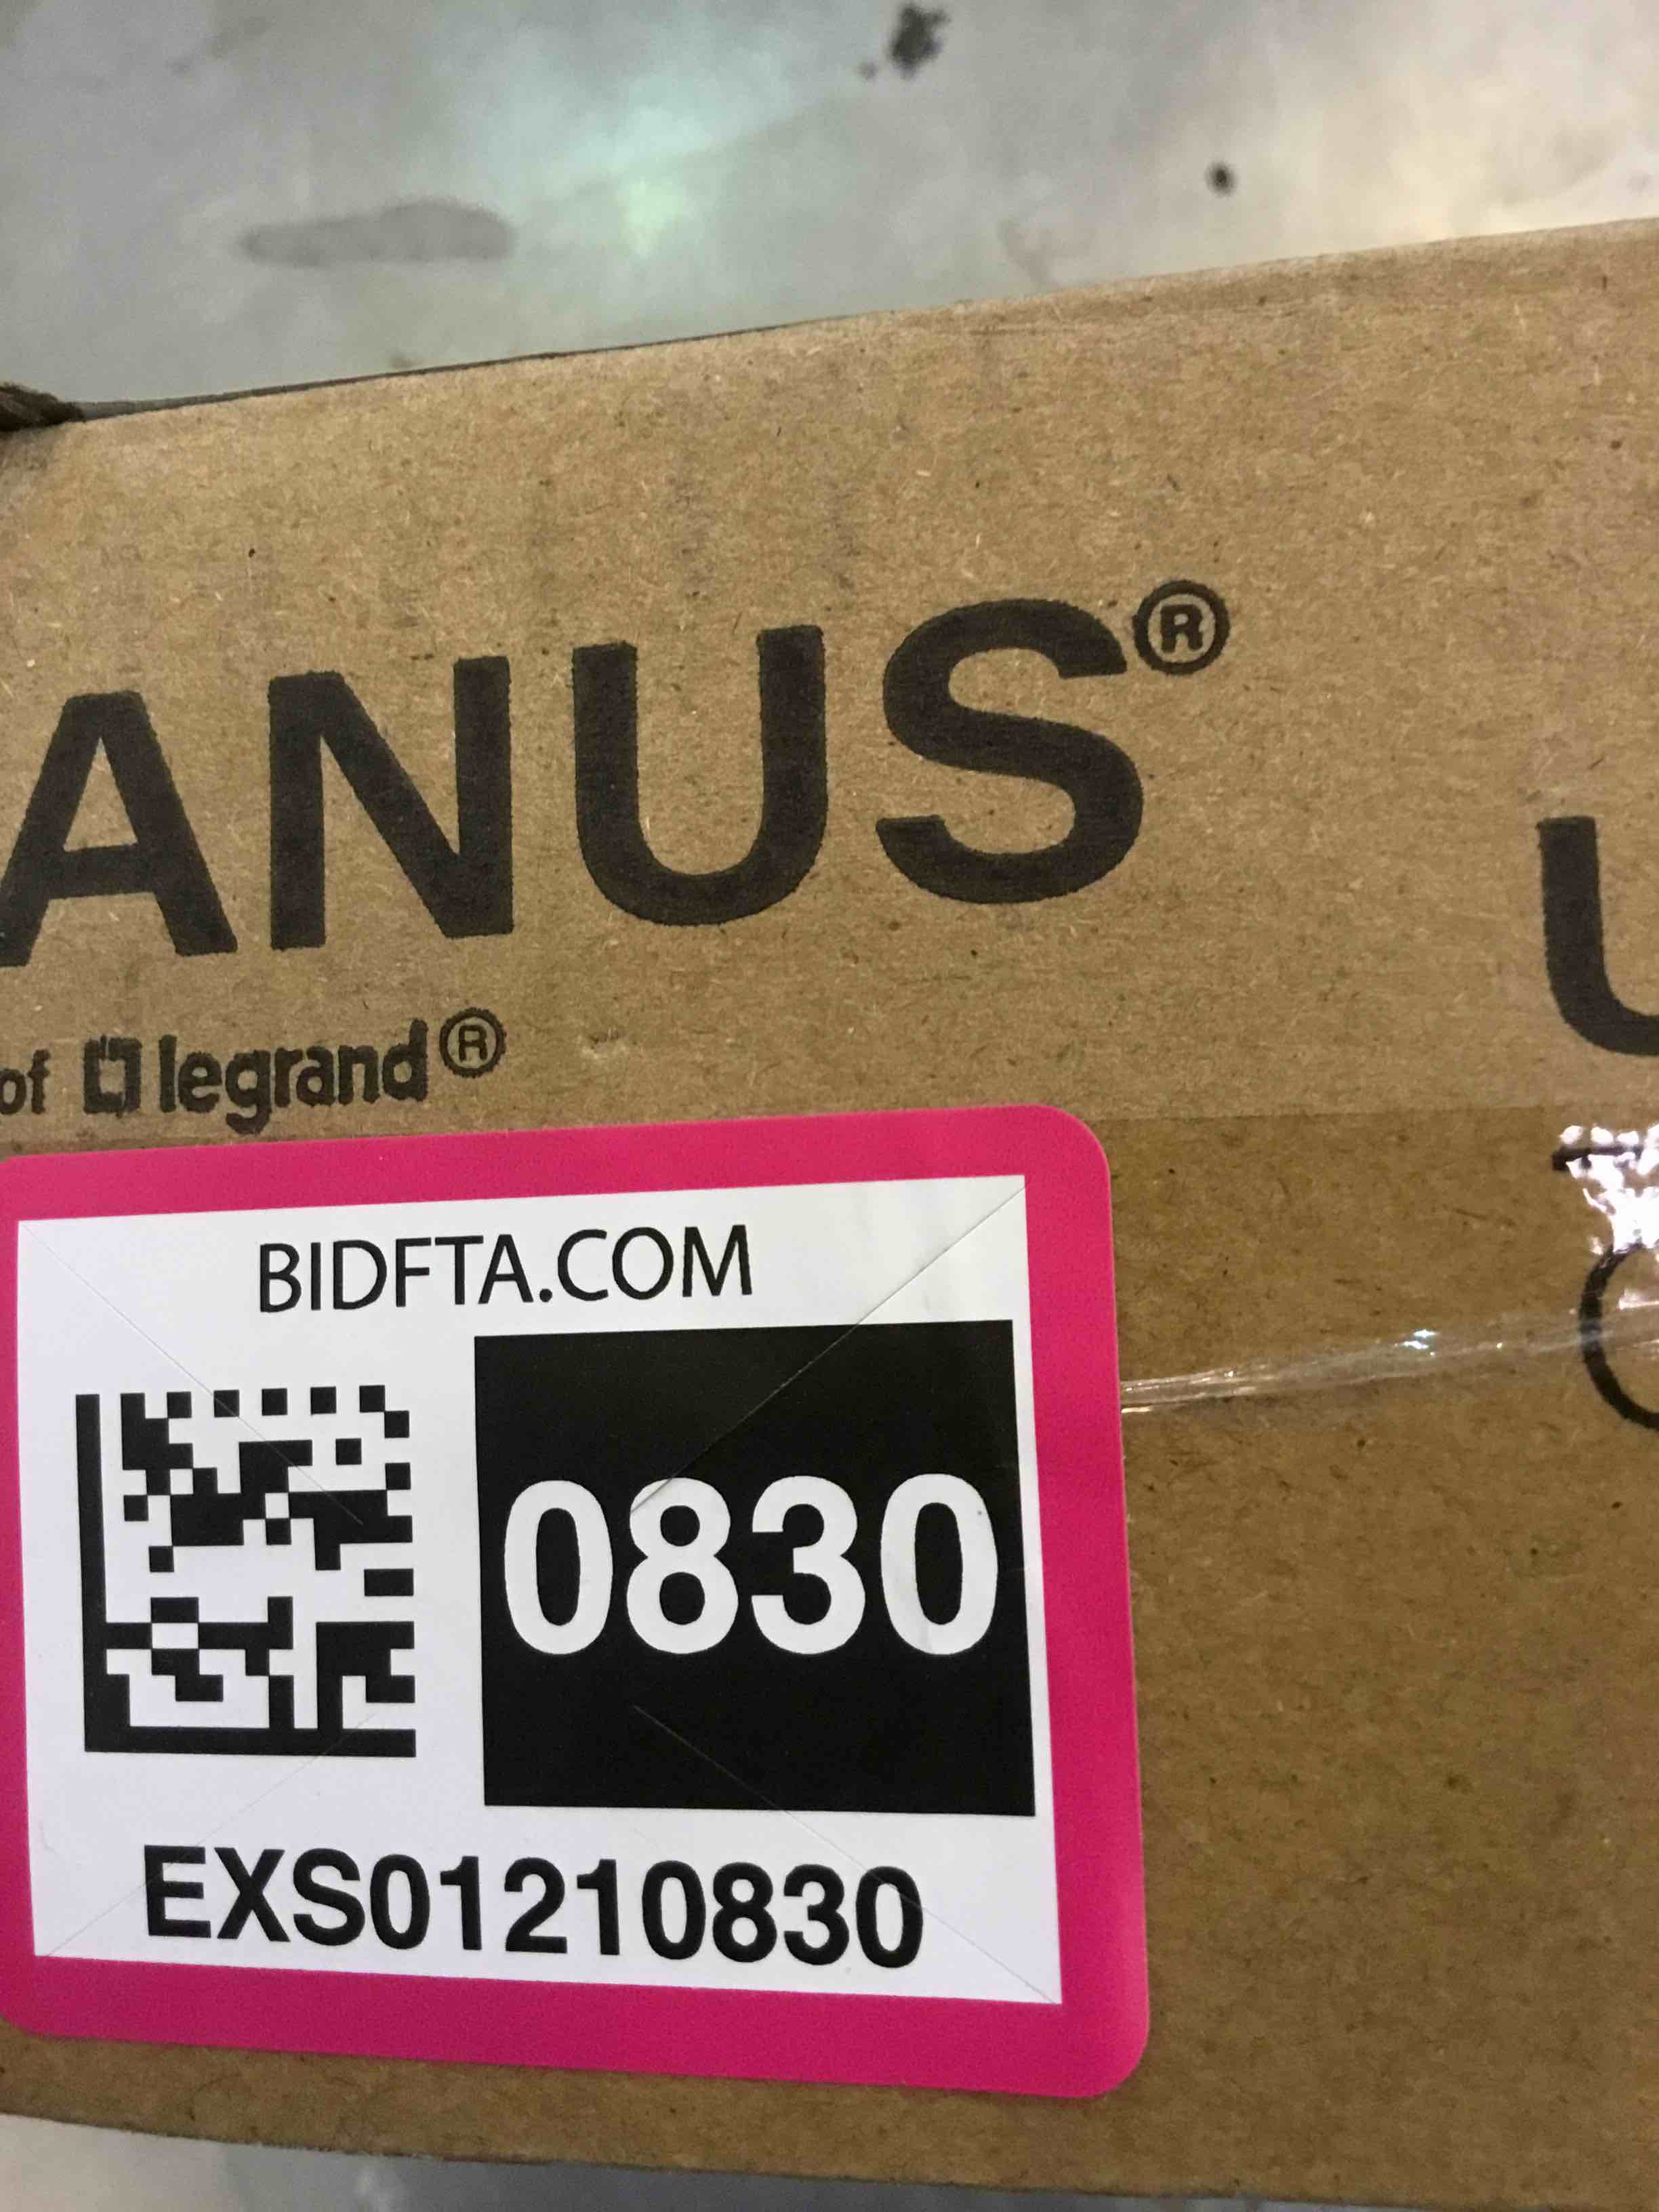 ANUS®
of legrand®
BIDFTA.COM
0830
EXS01210830